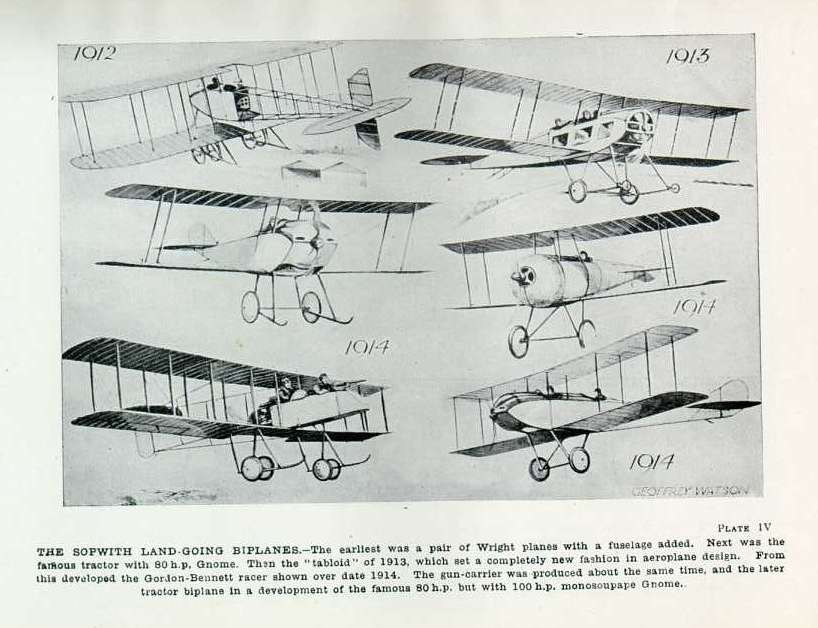 1912
1913
1914
1914
1914
GEOFFREY WATSON
PLATE IV
THE SOPWITH LAND-GOING BIPLANES.—The earliest was a pair of Wright planes with a fuselage added. Next was the
famous tractor with 80 h.p. Gnome. Then the "tabloid" of 1913, which set a completely new fashion in aeroplane design. From
this developed the Gordon-Bennett racer shown over date 1914. The gun-carrier was produced about the same time, and the later
tractor biplane in a development of the famous 80 h.p. but with 100 h.p. monosoupape Gnome.